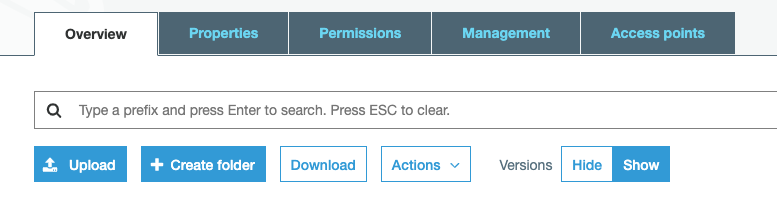 Overview Properties Permissions Management Access points
Type a prefix and press Enter to search. Press ESC to clear.
Upload Create folder Download Actions Versions Hide Show